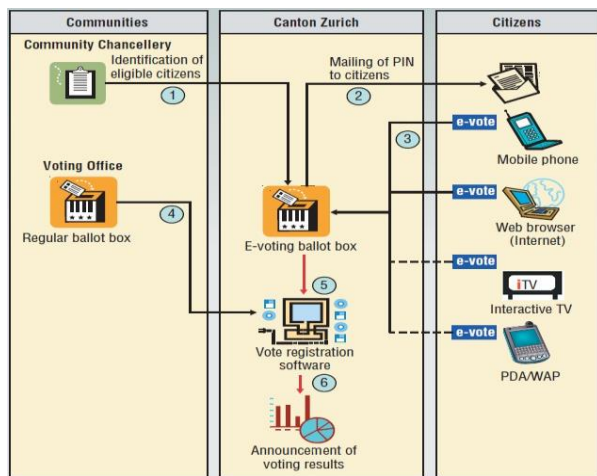 Communities
Canton Zurich
Citizens
Community Chancellery
Identification of
eligible citizens
1
Mailing of PIN
to citizens
2
3
e-vote
Mobile phone
Voting Office
4
Regular ballot box
E-voting ballot box
e-vote
Web browser
(Internet)
e-vote
iTV
Interactive TV
5
e-vote
PDA/WAP
Vote registration
software
6
Announcement of
voting results